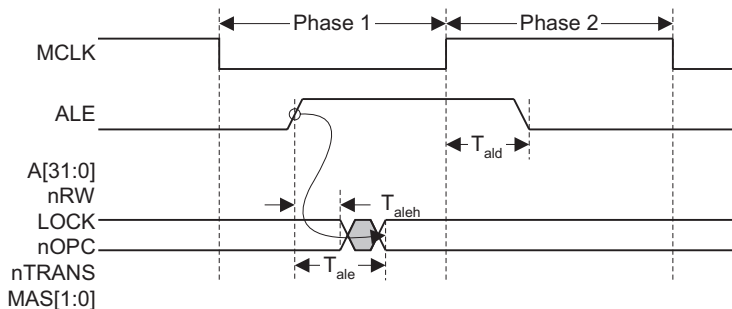 Phase 1
Phase 2
MCLK
ALE
Tald
A[31:0]
nRW
Taleh
LOCK
nOPC
Tale
nTRANS
MAS[1:0]